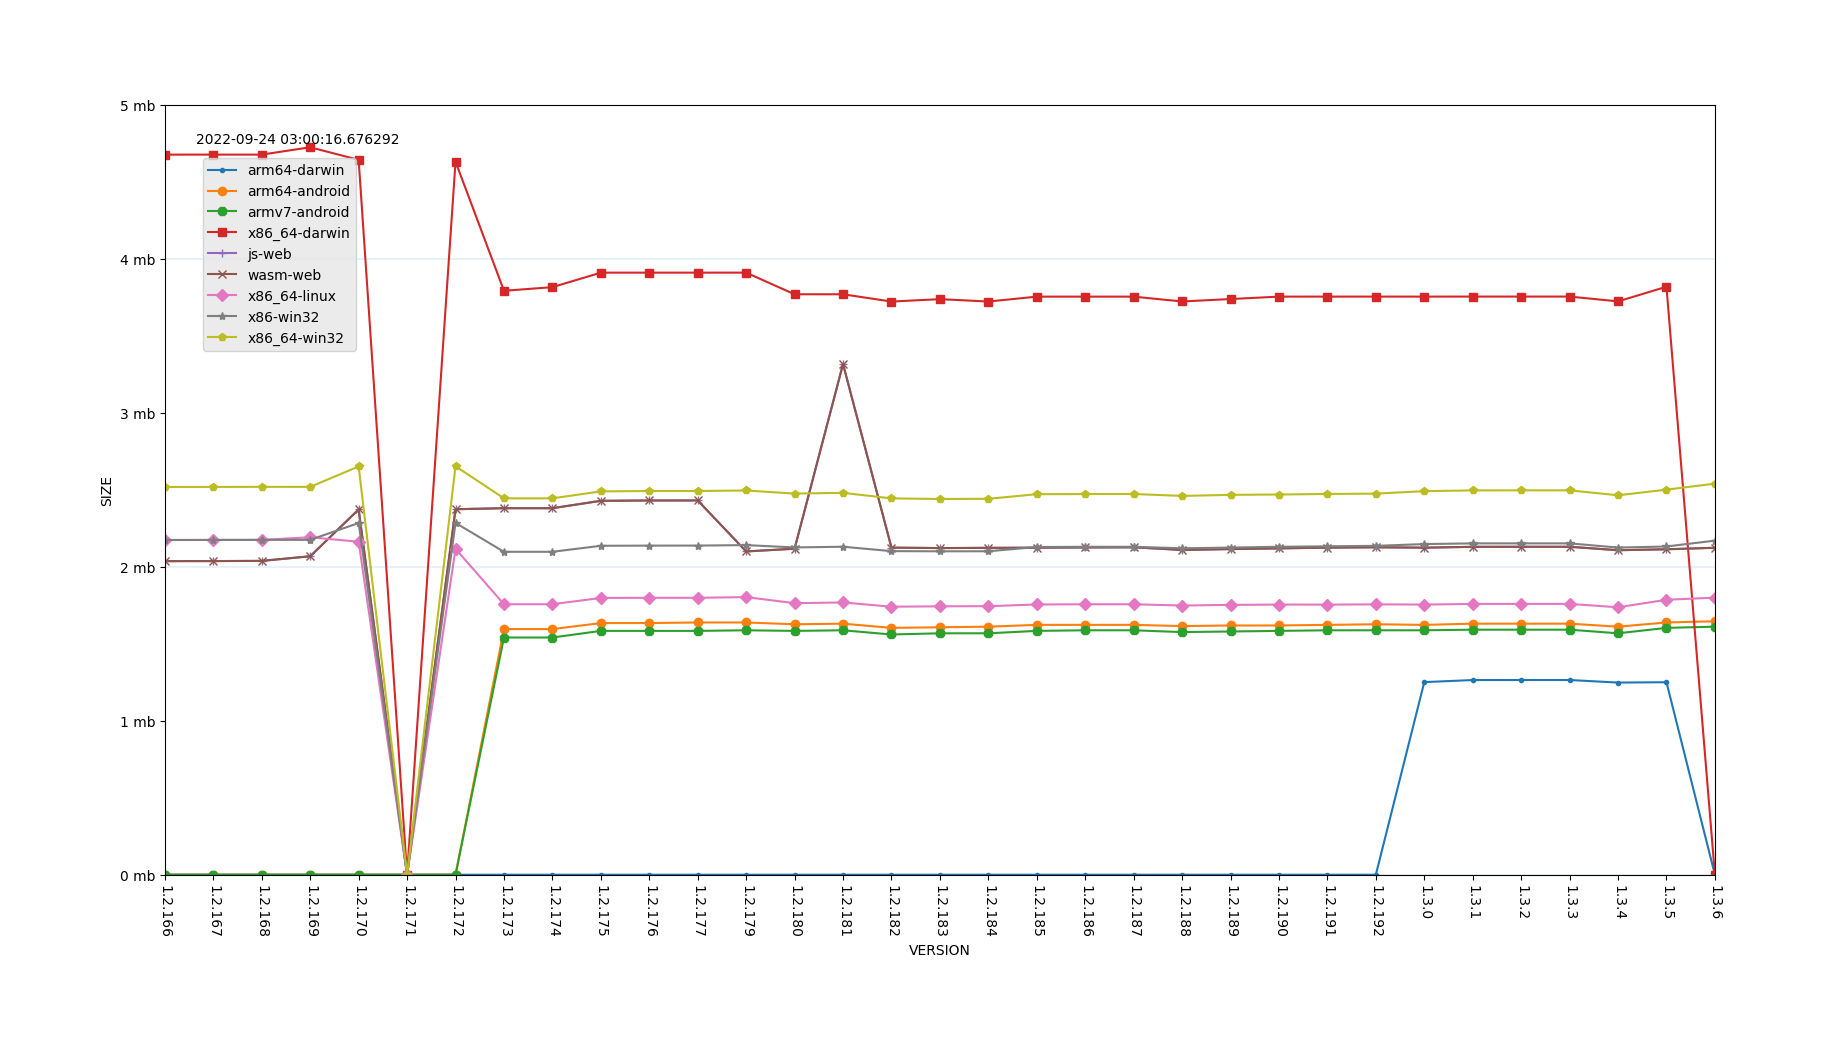 5 mb
2022-09-24 03:00:16.676292
arm64-darwin
arm64-android
armv7-android
x86_64-darwin
js-web
wasm-web
x86_64-linux
x86-win32
x86_64-win32
4 mb
3 mb
SIZE
2 mb
1 mb
0 mb
1.2.166
1.2.167
1.2.168
1.2.169
1.2.170
1.2.171
1.2.172
1.2.173
1.2.174
1.2.175
1.2.176
1.2.177
1.2.179
1.2.180
1.2.181
1.2.182
1.2.183
1.2.184
1.2.185
1.2.186
1.2.187
1.2.188
1.2.189
1.2.190
1.2.191
1.2.192
1.3.0
1.3.1
1.3.2
1.3.3
1.3.4
1.3.5
1.3.6
VERSION